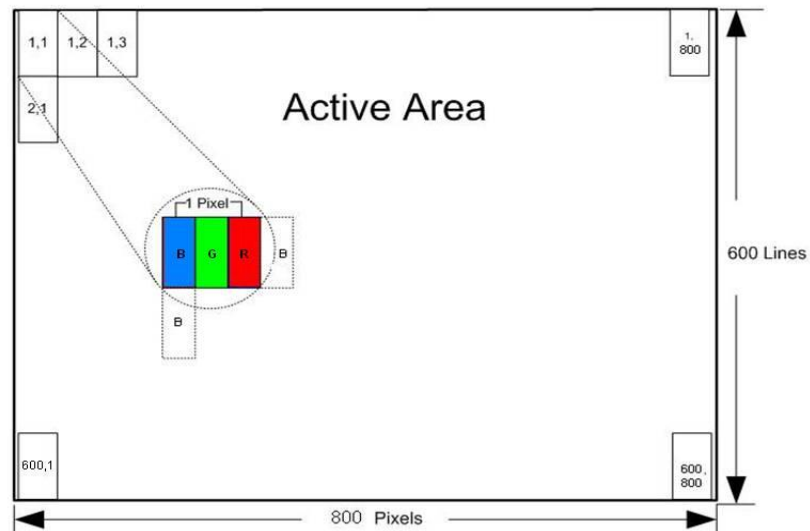 1,1 1,2 1,3
1,
800
2,1
Active Area
1 Pixel
B G R B
B
600 Lines
600,1
600,
800
800 Pixels